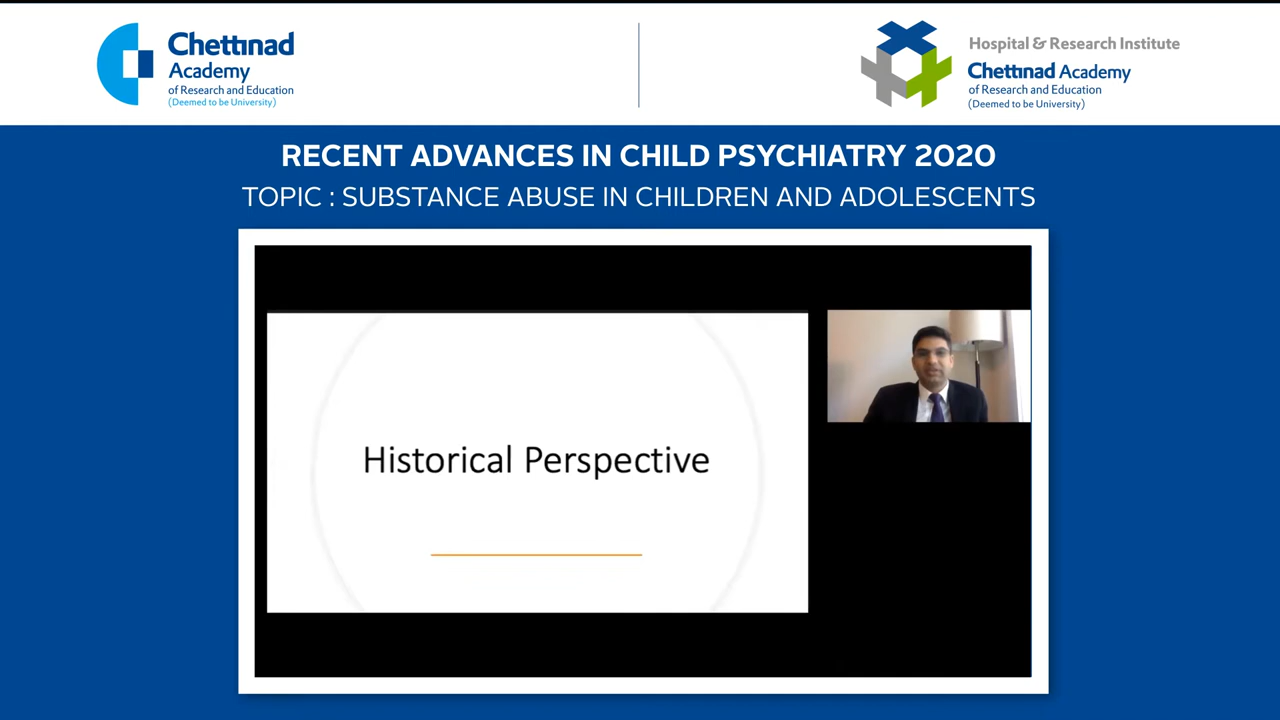 Chettinad
Academy
of Research and Education
(Deemed to be University)
Hospital & Research Institute
Chettinad Academy
of Research and Education
(Deemed to be University)
RECENT ADVANCES IN CHILD PSYCHIATRY 2020
TOPIC : SUBSTANCE ABUSE IN CHILDREN AND ADOLESCENTS
Historical Perspective